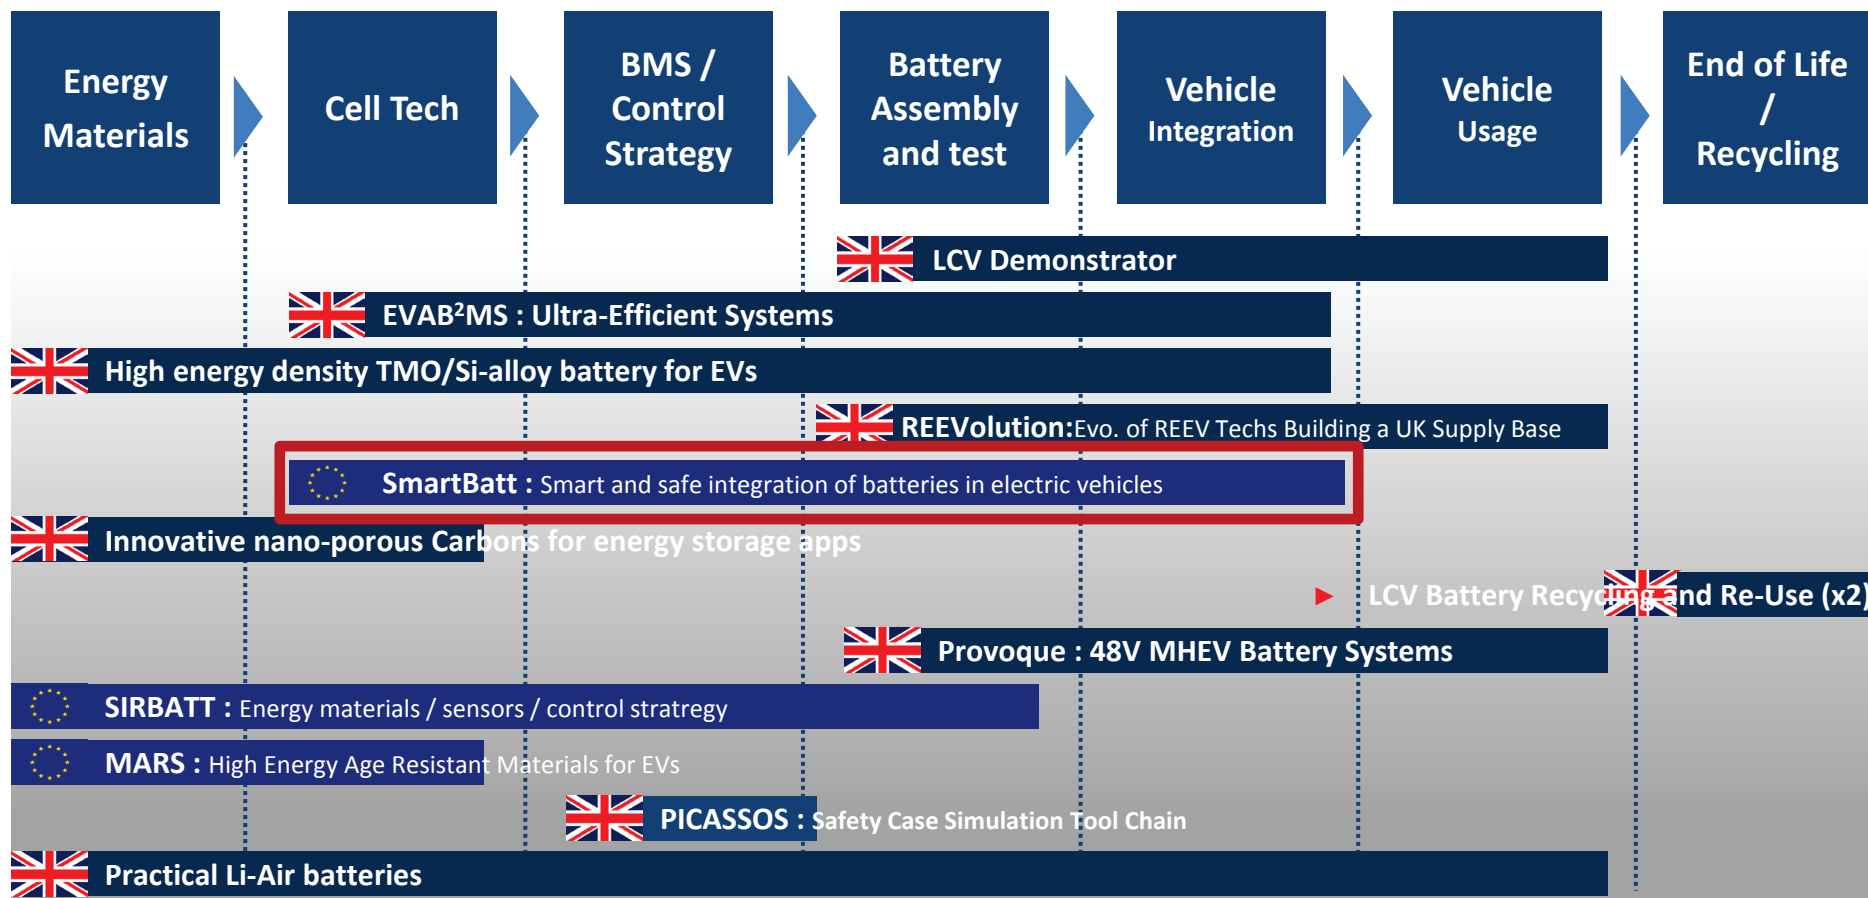 Energy
Materials
Cell Tech
BMS /
Control
Strategy
Battery
Assembly
and test
Vehicle
Integration
Vehicle
Usage
End of Life
/
Recycling
LCV Demonstrator
EVAB²MS : Ultra-Efficient Systems
High energy density TMO/Si-alloy battery for EVs
REEVolution:Evo. of REEV Techs Building a UK Supply Base
SmartBatt : Smart and safe integration of batteries in electric vehicles
Innovative nano-porous Carbons for energy storage apps
LCV Battery Recycling and Re-Use (x2)
Provoque : 48V MHEV Battery Systems
SIRBATT : Energy materials / sensors / control stratregy
MARS : High Energy Age Resistant Materials for EVs
PICASSOS : Safety Case Simulation Tool Chain
Practical Li-Air batteries